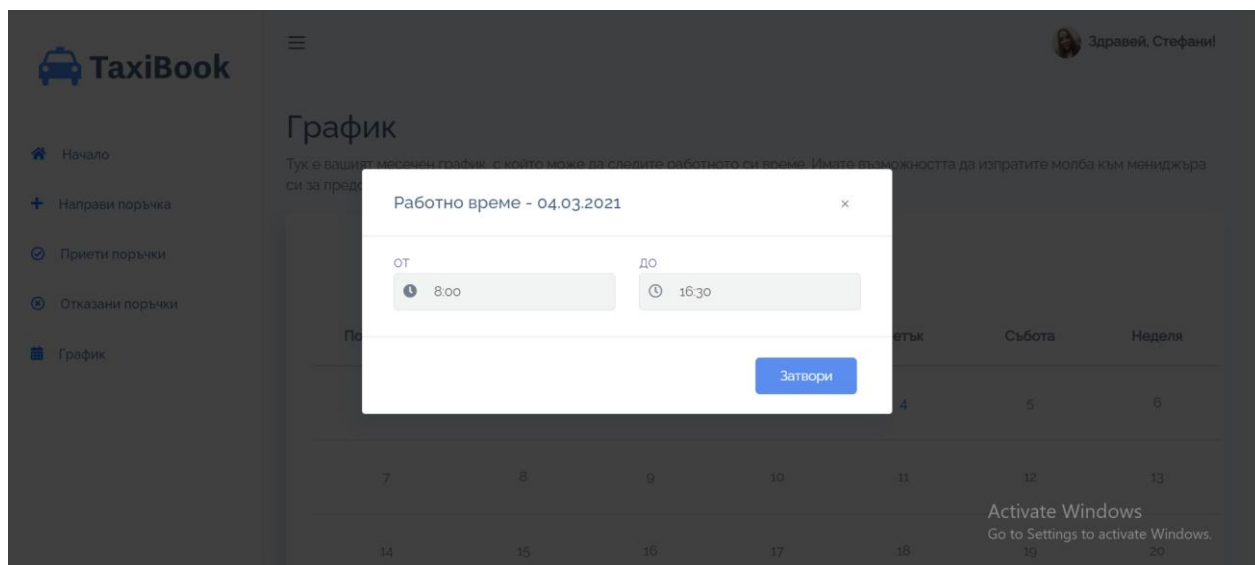 TaxiBook
Здравей, Стефани!
График
Тук е вашият месечен график, с който може да следите работното си време. Имате възможността да изпратите молба към мениджъра
си за
Начало
Направи поръчка
Приети поръчки
Отказани поръчки
График
Работно време - 04.03.2021
×
ОТ
ДО
8:00
16:30
Затвори
Събота
Неделя
4
5
6
7
8
9
10
11
12
13
14
15
16
17
18
19
20
Activate Windows
Go to Settings to activate Windows.